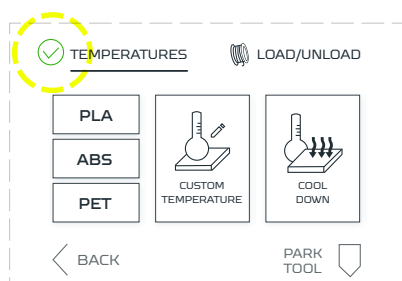 TEMPERATURES
LOAD/UNLOAD
PLA
ABS
PET
CUSTOM
TEMPERATURE
COOL
DOWN
BACK
PARK
TOOL